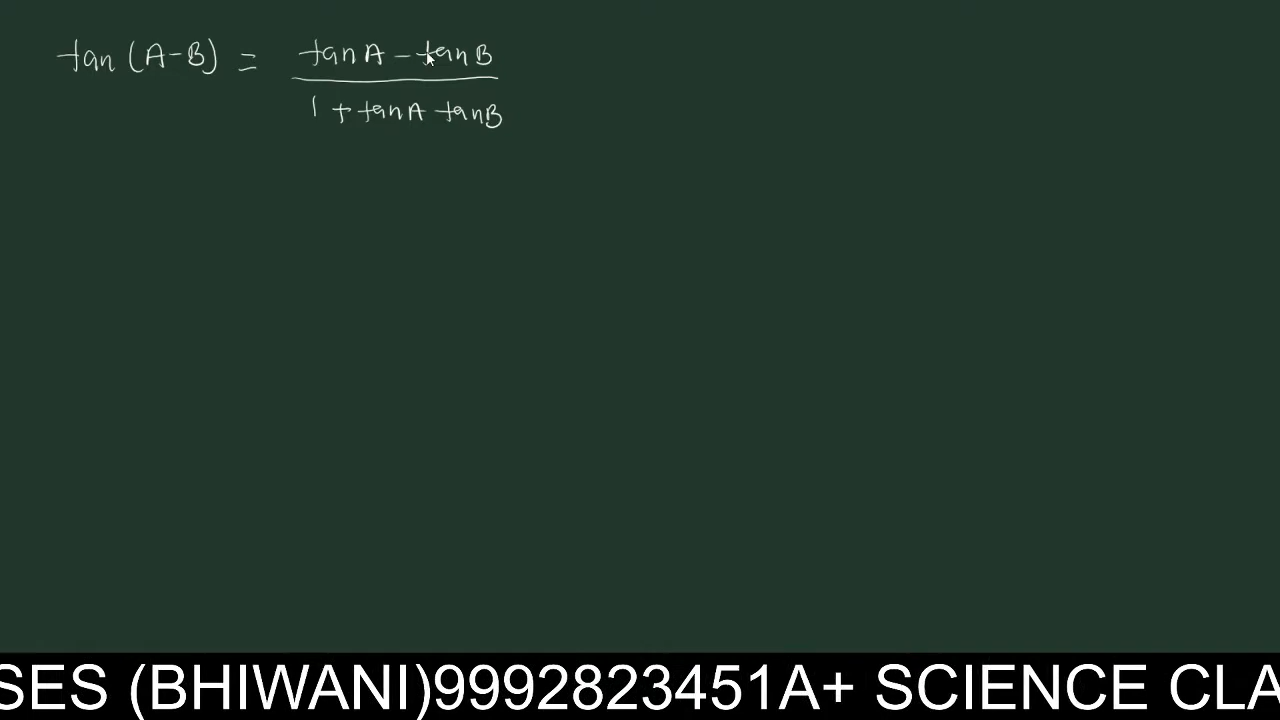 tan (A-B) = tanA - tanB
1 + tanA tanB
SES (BHIWANI)9992823451A+ SCIENCE CLA